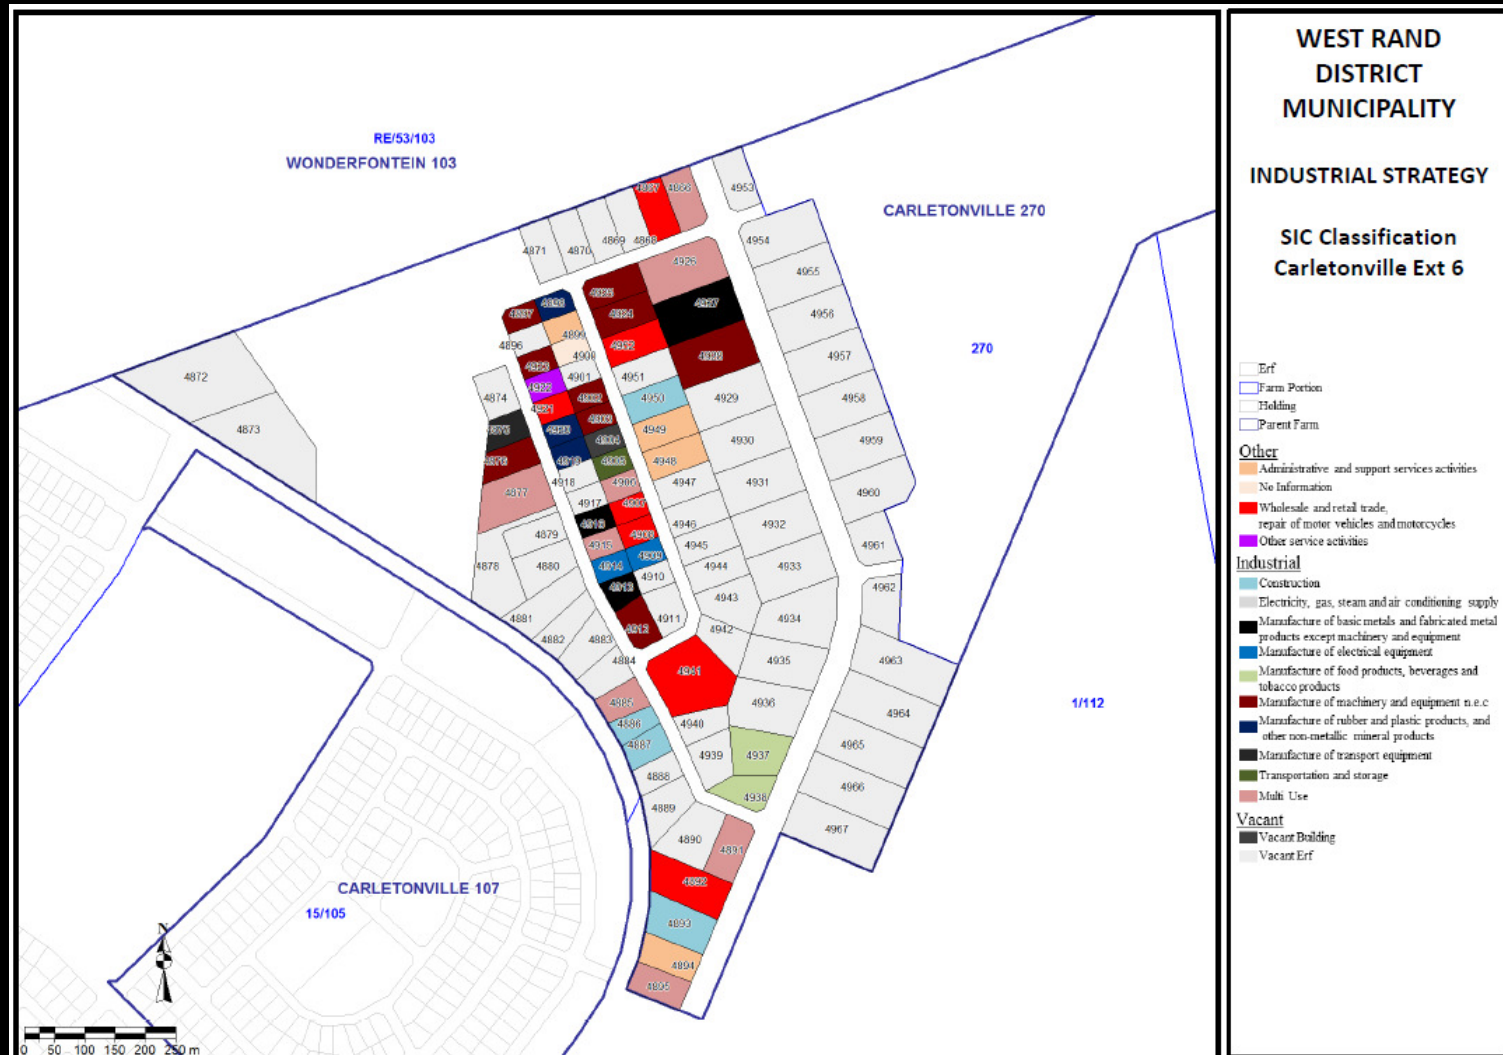 WEST RAND
DISTRICT
MUNICIPALITY
INDUSTRIAL STRATEGY
SIC Classification
Carletonville Ext 6
Erf
Farm Portion
Holding
Parent Farm
Other
Administrative and support services activities
No Information
Wholesale and retail trade,
repair of motor vehicles and motorcycles
Other service activities
Industrial
Construction
Electricity, gas, steam and air conditioning supply
Manufacture of basic metals and fabricated metal
products except machinery and equipment
Manufacture of electrical equipment
Manufacture of food products, beverages and
tobacco products
Manufacture of machinery and equipment n.e.c
Manufacture of rubber and plastic products, and
other non-metallic mineral products
Manufacture of transport equipment
Transportation and storage
Multi Use
Vacant
Vacant Building
Vacant Erf
RE/53/103
WONDERFONTEIN 103
CARLETONVILLE 270
270
1/112
CARLETONVILLE 107
15/105
N
0 50 100 150 200 250 m
4866
4953
4871
4870
4869
4868
4954
4955
4956
4957
4958
4959
4960
4961
4962
4963
4964
4965
4966
4967
4926
4927
4929
4930
4931
4932
4933
4934
4935
4936
4937
4938
4939
4940
4941
4942
4943
4944
4945
4946
4947
4948
4949
4950
4951
4896
4899
4900
4901
4872
4873
4874
4876
4877
4878
4879
4880
4881
4882
4883
4884
4885
4886
4887
4888
4889
4890
4891
4892
4893
4894
4895
4904
4905
4906
4909
4910
4911
4912
4913
4914
4915
4916
4917
4918
4919
4921
4922